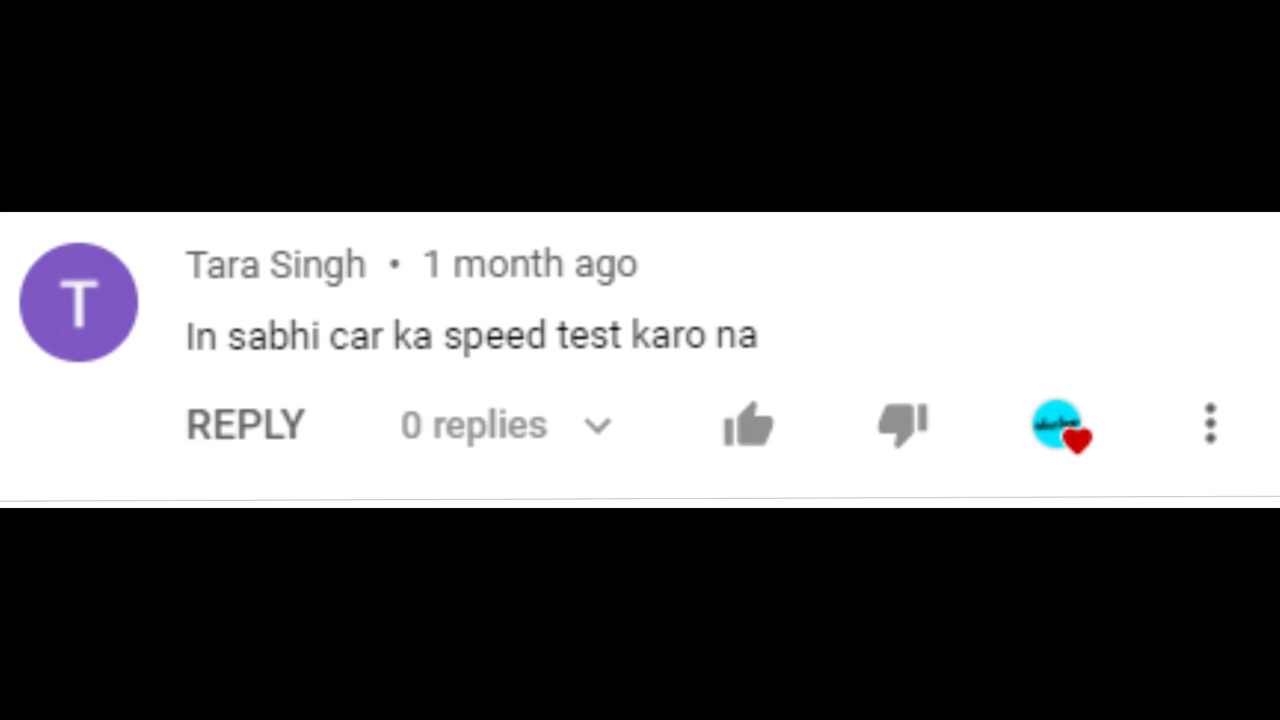 T
Tara Singh • 1 month ago
In sabhi car ka speed test karo na
REPLY 0 replies